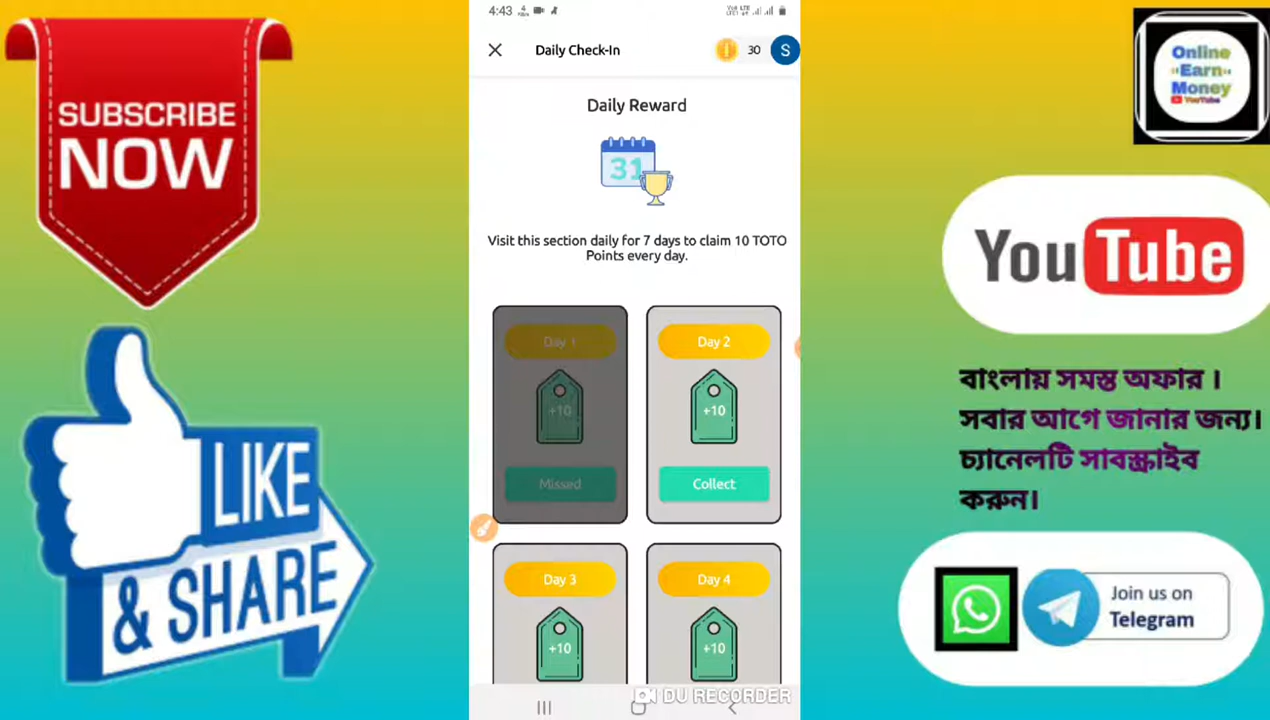 SUBSCRIBE
NOW
LIKE
& SHARE
4:43
Daily Check-In
30
S
Daily Reward
31
Visit this section daily for 7 days to claim 10 TOTO
Points every day.
Day 1
+10
Missed
Day 2
+10
Collect
Day 3
+10
Day 4
+10
DU RECORDER
Online
Earn
Money
YouTube
YouTube
বাংলায় সমস্ত অফার ।
সবার আগে জানার জন্য।
চ্যানেলটি সাবস্ক্রাইব
করুন।
Join us on
Telegram